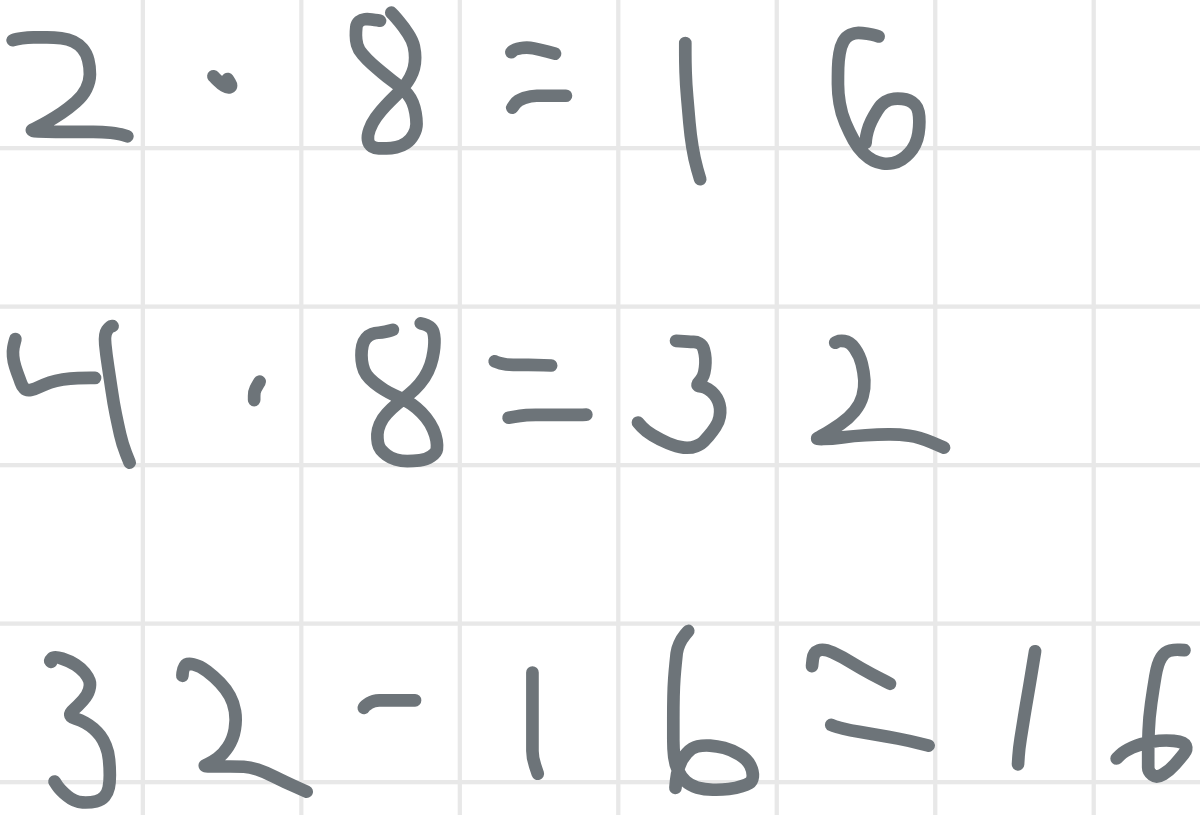 2 · 8 = 16
4 · 8 = 32
32 - 16 = 16